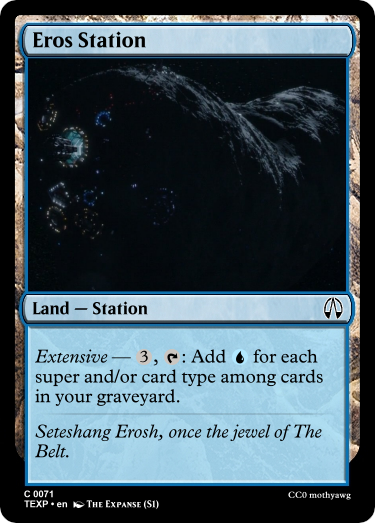 Eros Station
Land — Station
Extensive — 3, T: Add U for each
super and/or card type among cards
in your graveyard.
Seteshang Erosh, once the jewel of The
Belt.
C 0071
TEXP • en THE EXPANSE (S1)
CC0 mothyawg